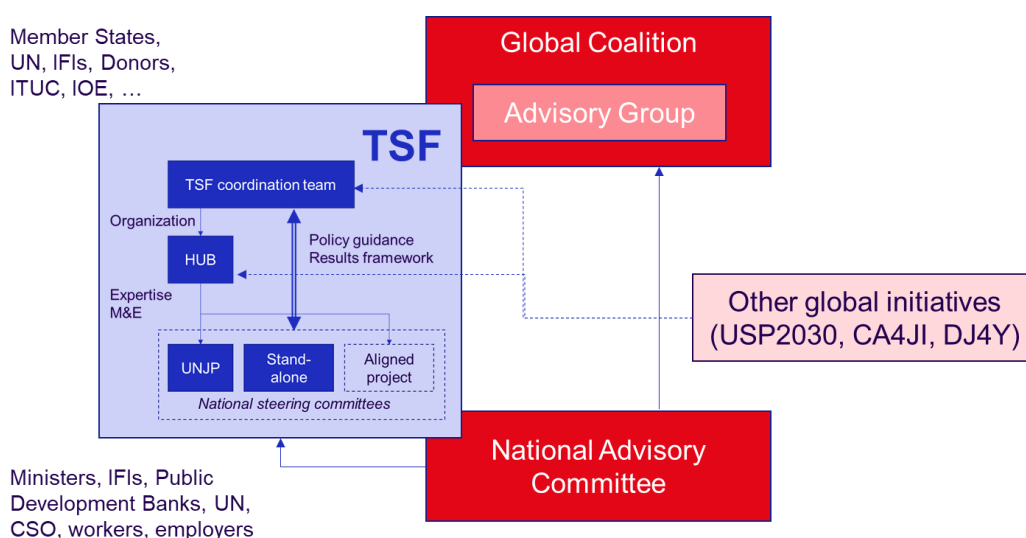 Member States,
UN, IFIs, Donors,
ITUC, IOE, …
Global Coalition
Advisory Group
TSF
TSF coordination team
Organization
Policy guidance
Results framework
HUB
Expertise
M&E
Other global initiatives
(USP2030, CA4JI, DJ4Y)
UNJP
Stand-
alone
Aligned
project
National steering committees
National Advisory
Committee
Ministers, IFIs, Public
Development Banks, UN,
CSO, workers, employers